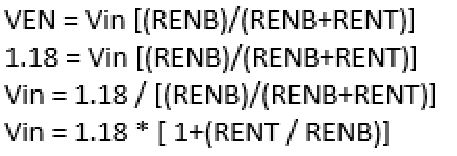 VEN = Vin [(RENB)/(RENB+RENT)]
1.18 = Vin [(RENB)/(RENB+RENT)]
Vin = 1.18 / [(RENB)/(RENB+RENT)]
Vin = 1.18 * [ 1+(RENT / RENB)]